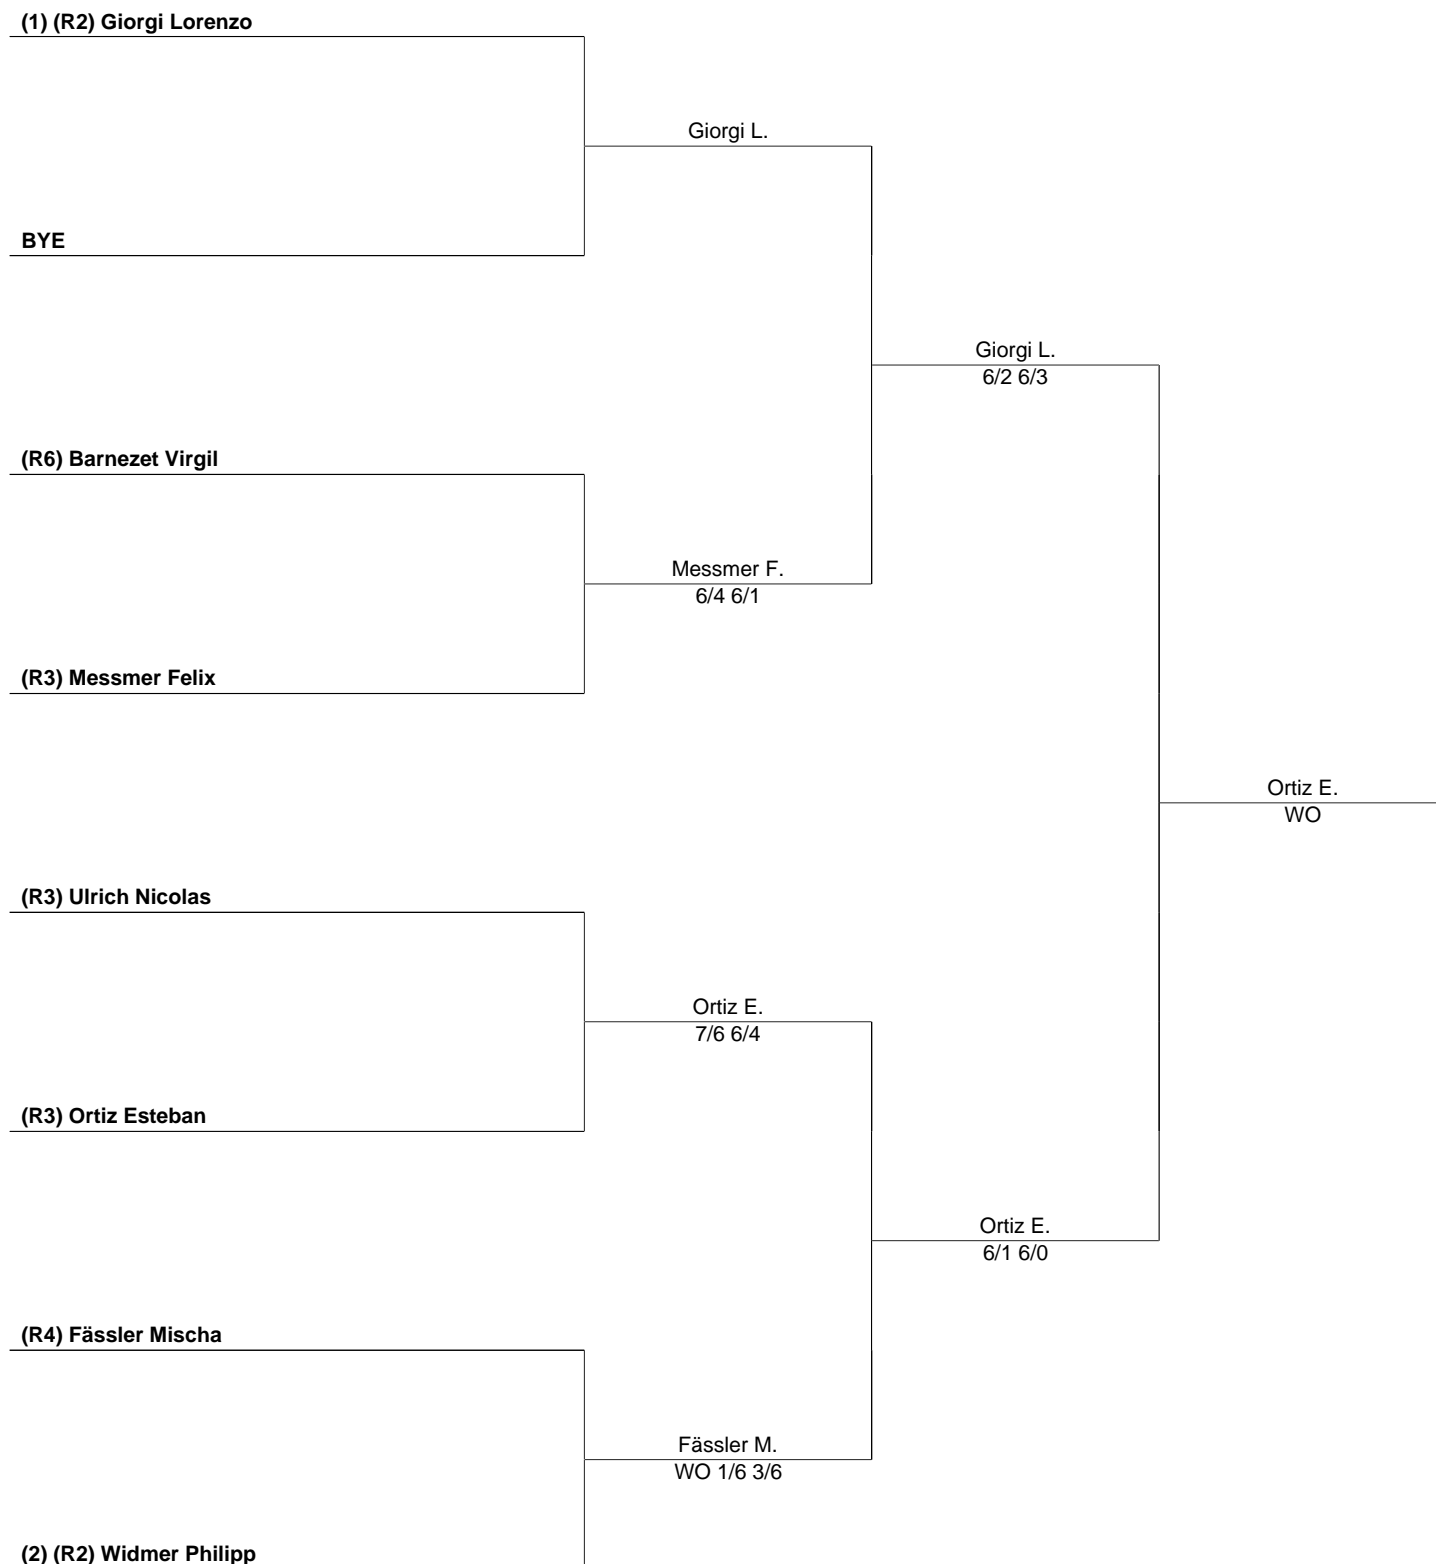 (1) (R2) Giorgi Lorenzo
Giorgi L.
BYE
Giorgi L.
6/2 6/3
(R6) Barnezet Virgil
Messmer F.
6/4 6/1
(R3) Messmer Felix
Ortiz E.
WO
(R3) Ulrich Nicolas
Ortiz E.
7/6 6/4
(R3) Ortiz Esteban
Ortiz E.
6/1 6/0
(R4) Fässler Mischa
Fässler M.
WO 1/6 3/6
(2) (R2) Widmer Philipp